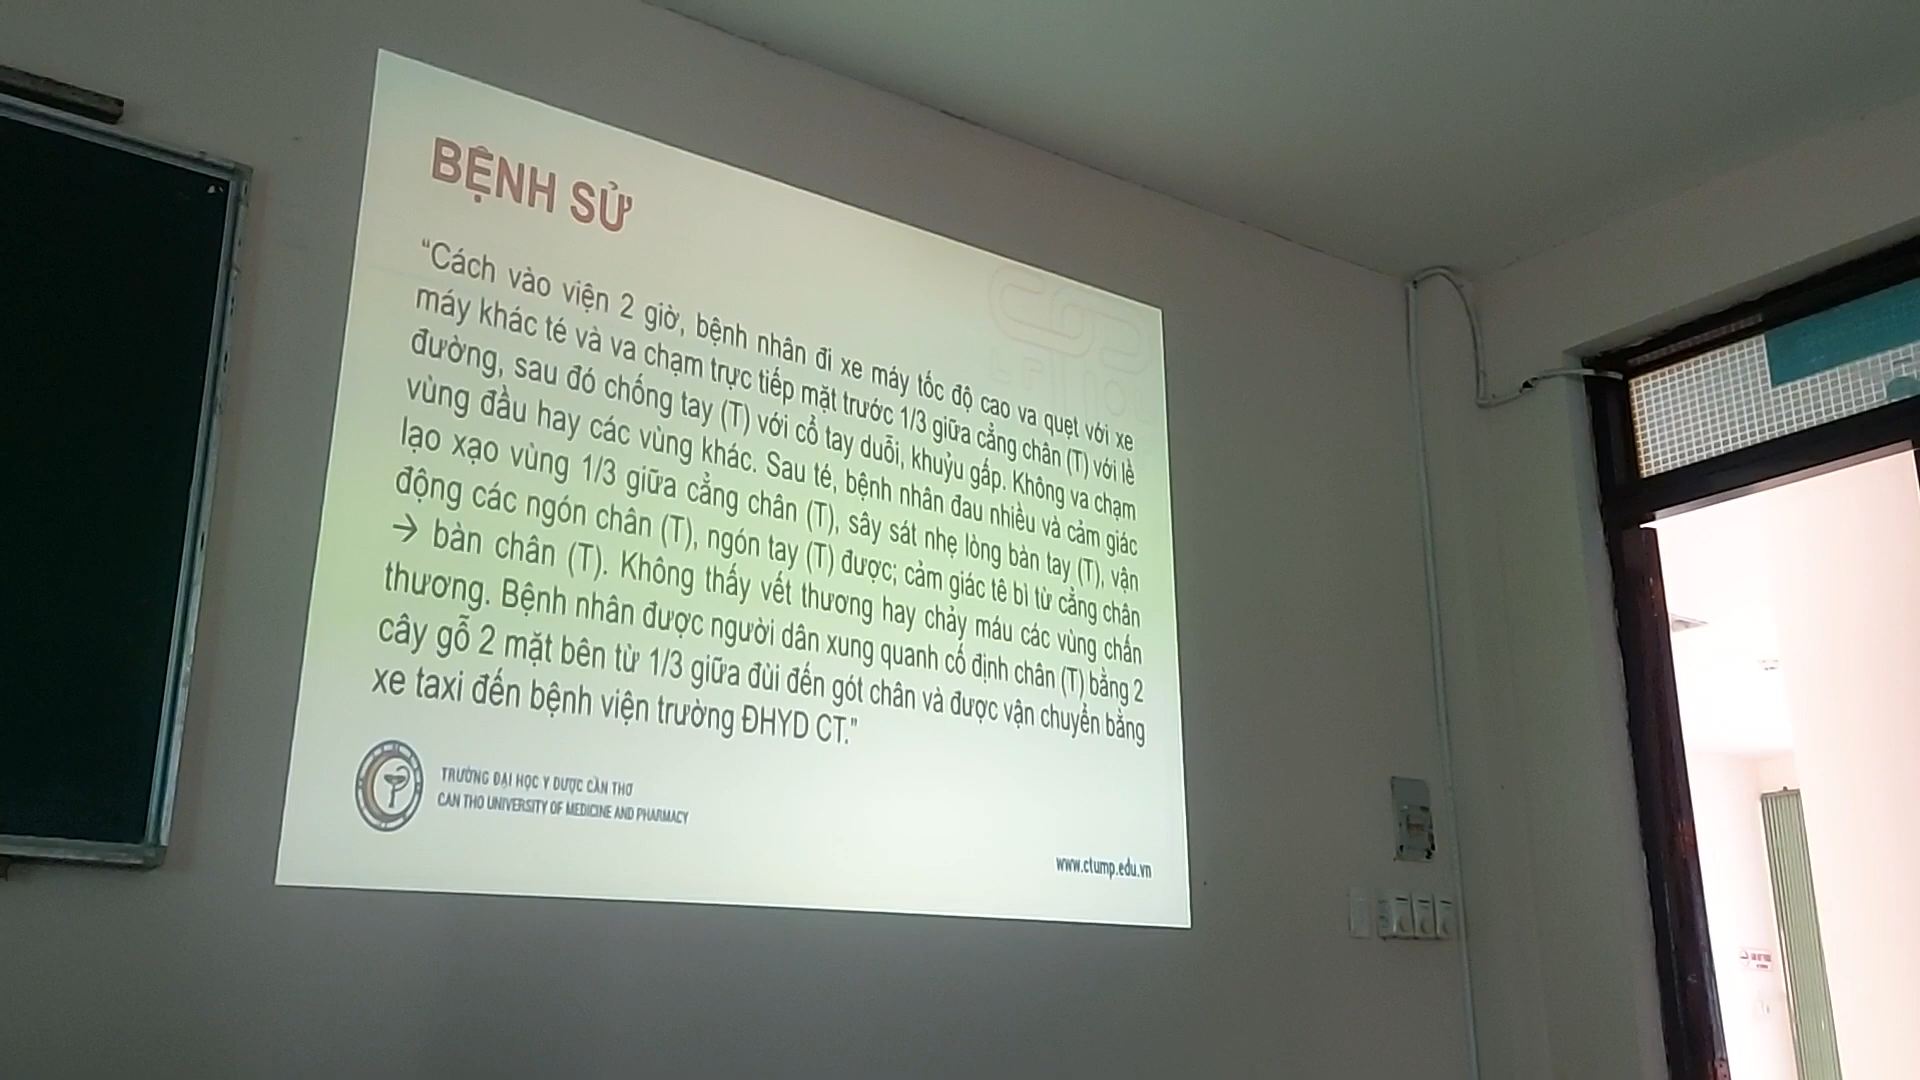 BỆNH SỬ
“Cách vào viện 2 giờ, bệnh nhân đi xe máy tốc độ cao va quẹt với xe
máy khác té và va chạm trực tiếp mặt trước 1/3 giữa cẳng chân (T) với lề
đường, sau đó chống tay (T) với cổ tay duỗi, khuỷu gấp. Không va chạm
vùng đầu hay các vùng khác. Sau té, bệnh nhân đau nhiều và cảm giác
lạo xạo vùng 1/3 giữa cẳng chân (T), sây sát nhẹ lòng bàn tay (T), vận
động các ngón chân (T), ngón tay (T) được; cảm giác tê bì từ cẳng chân
→ bàn chân (T). Không thấy vết thương hay chảy máu các vùng chấn
thương. Bệnh nhân được người dân xung quanh cố định chân (T) bằng 2
cây gỗ 2 mặt bên từ 1/3 giữa đùi đến gót chân và được vận chuyển bằng
xe taxi đến bệnh viện trường ĐHYD CT.”
TRƯỜNG ĐẠI HỌC Y DƯỢC CẦN THƠ
CAN THO UNIVERSITY OF MEDICINE AND PHARMACY
www.ctump.edu.vn